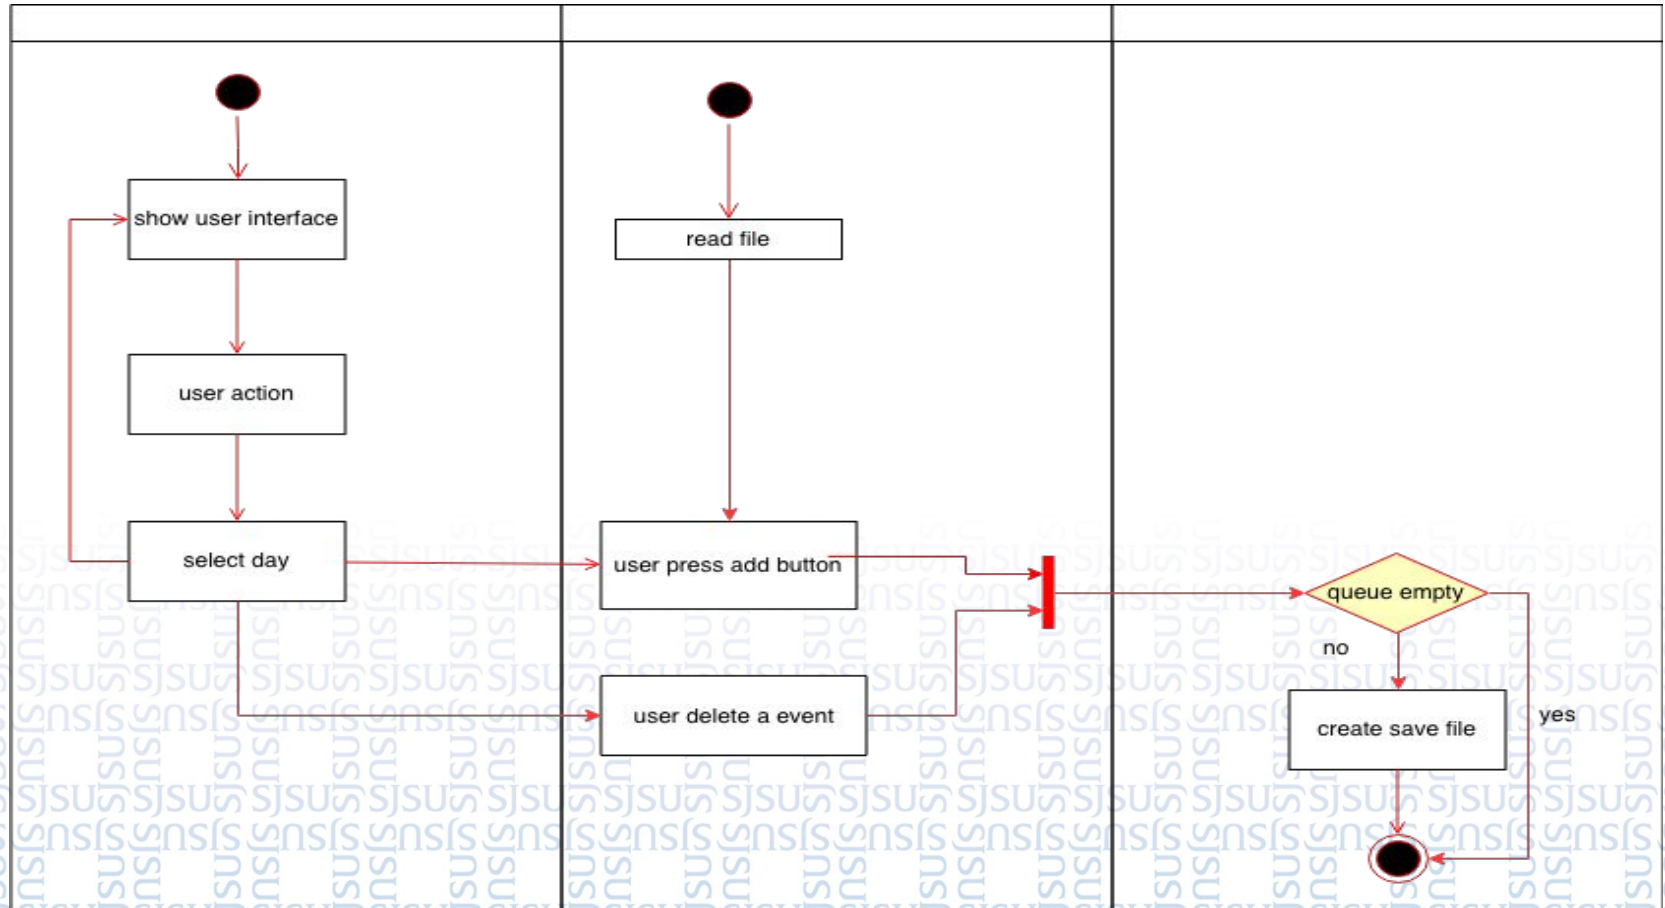 show user interface
read file
user action
select day
user press add button
queue empty
no
user delete a event
yes
create save file
sjsu